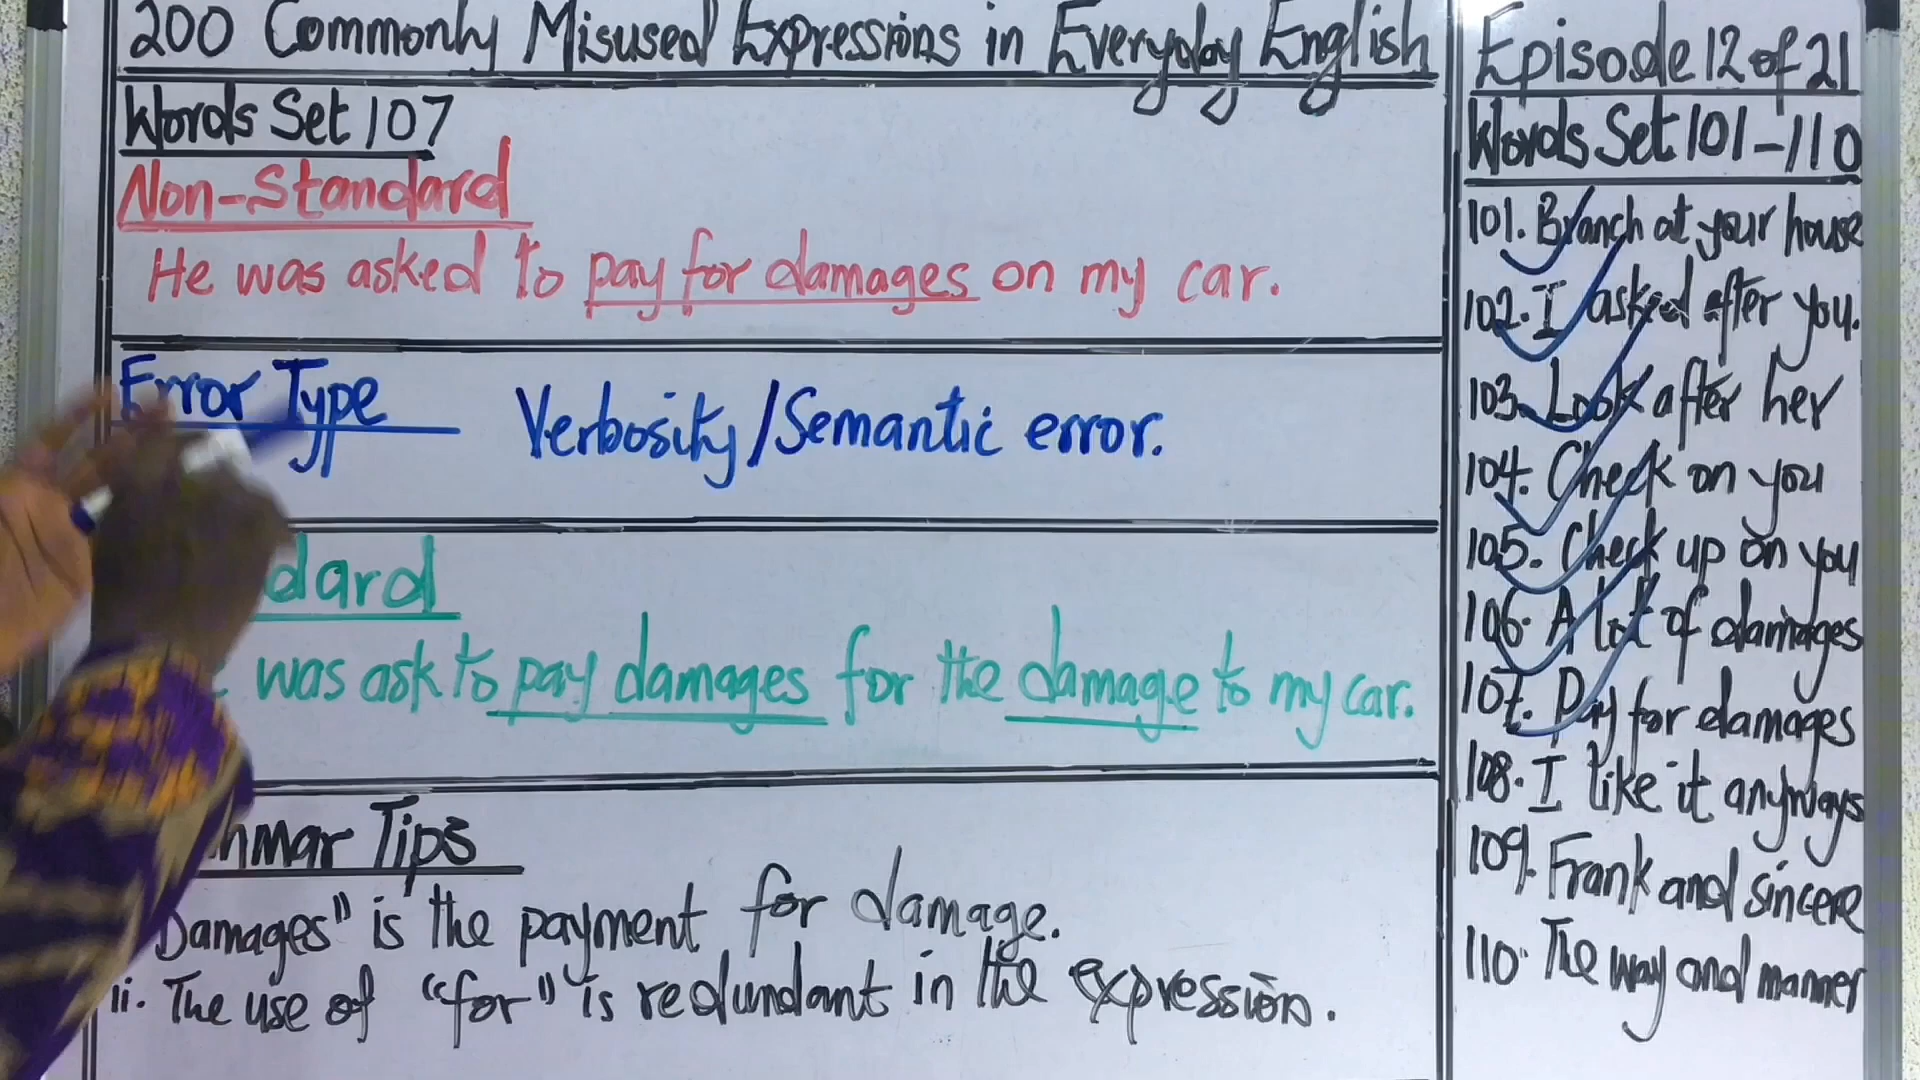 200 Commonly Misused Expressions in Everyday English
Words Set 107
Non-Standard
He was asked to pay for damages on my car.
Error Type
Verbosity/Semantic error.
dard
was ask to pay damages for the damage to my car.
mmar Tips
Damages" is the payment for damage.
ii. The use of "for" is redundant in the expression.
Episode 12 of 21
Words Set 101-110
101. Branch at your house
102. I asked after you.
103. Look after her
104. Check on you
105. Check up on you
106. A lot of damages
107. Pay for damages
108. I like it anyways
109. Frank and sincere
110. The way and manner